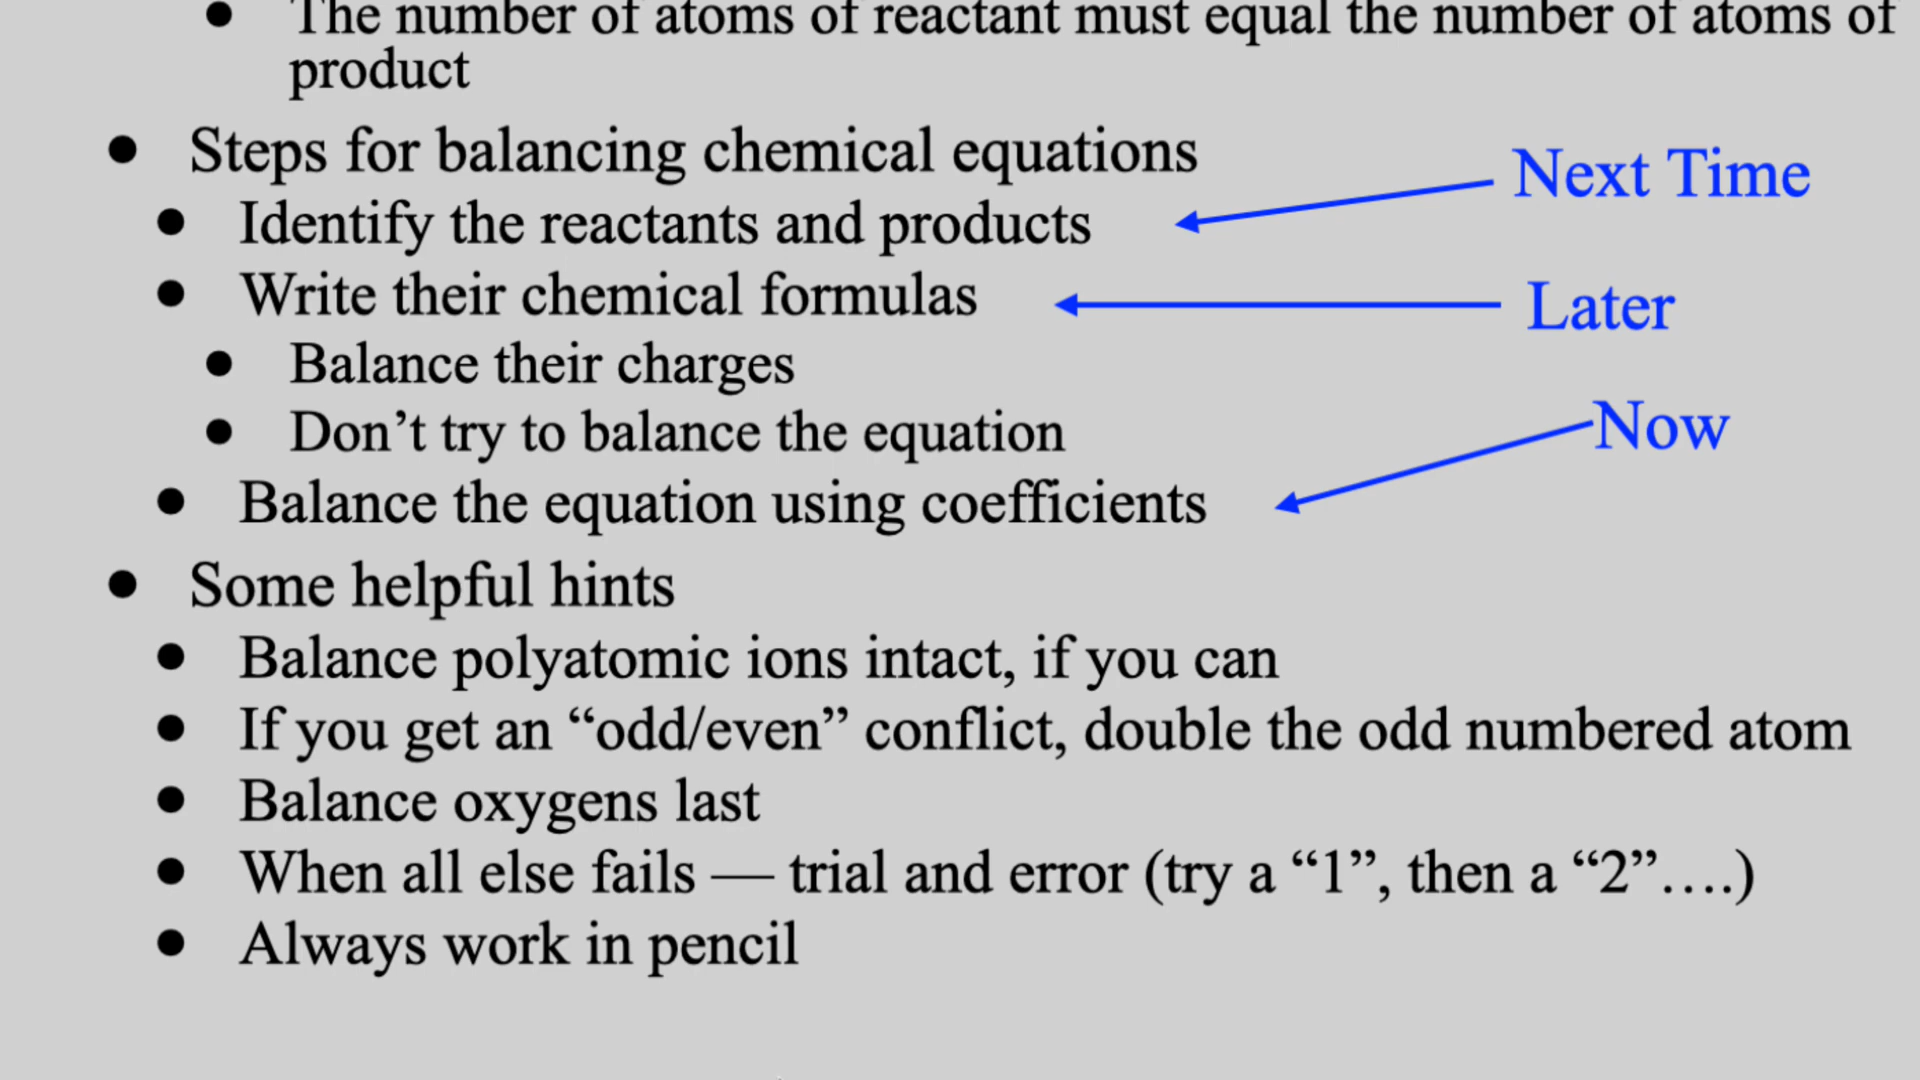 The number of atoms of reactant must equal the number of atoms of
product
Steps for balancing chemical equations
Next Time
Identify the reactants and products
Write their chemical formulas
Later
Balance their charges
Don’t try to balance the equation
Now
Balance the equation using coefficients
Some helpful hints
Balance polyatomic ions intact, if you can
If you get an “odd/even” conflict, double the odd numbered atom
Balance oxygens last
When all else fails — trial and error (try a “1”, then a “2”….)
Always work in pencil